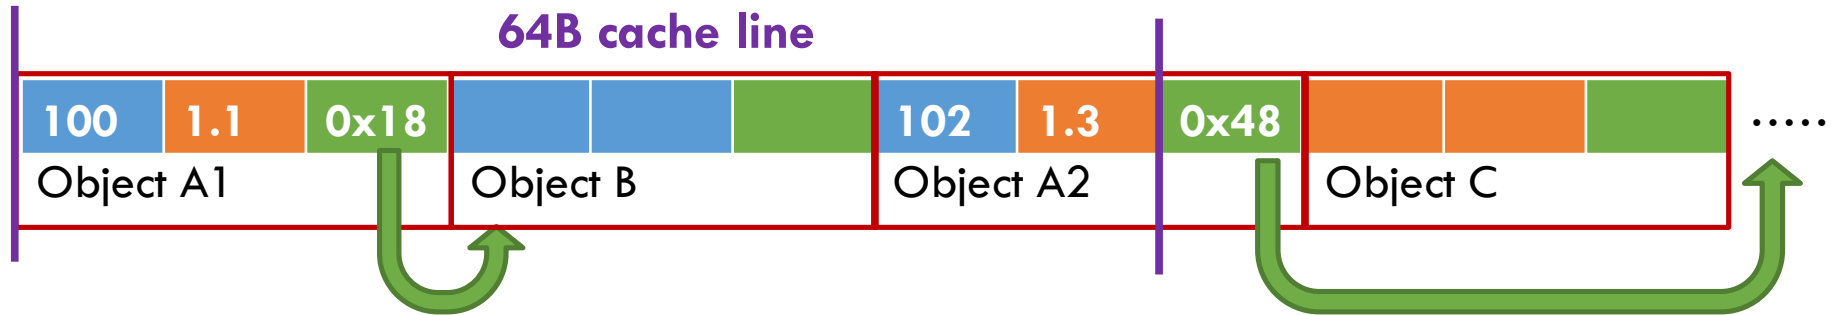 64B cache line
100 1.1 0x18 102 1.3 0x48 .....
Object A1 Object B Object A2 Object C